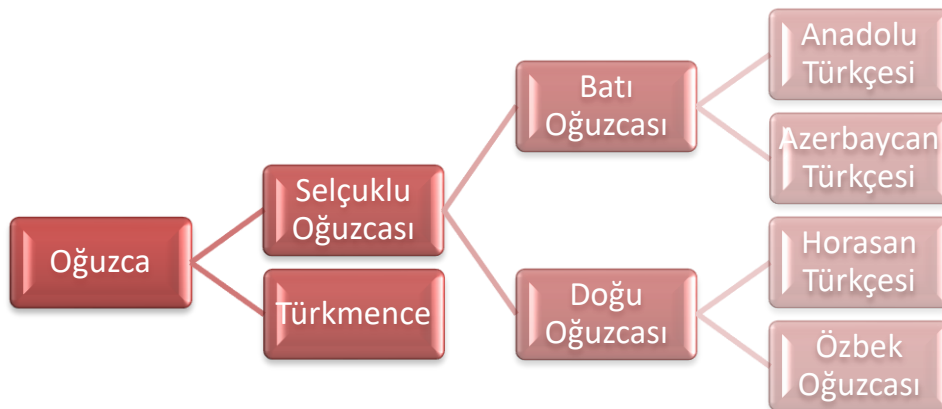 Oğuzca
Selçuklu
Oğuzcası
Türkmence
Batı
Oğuzcası
Doğu
Oğuzcası
Anadolu
Türkçesi
Azerbaycan
Türkçesi
Horasan
Türkçesi
Özbek
Oğuzcası